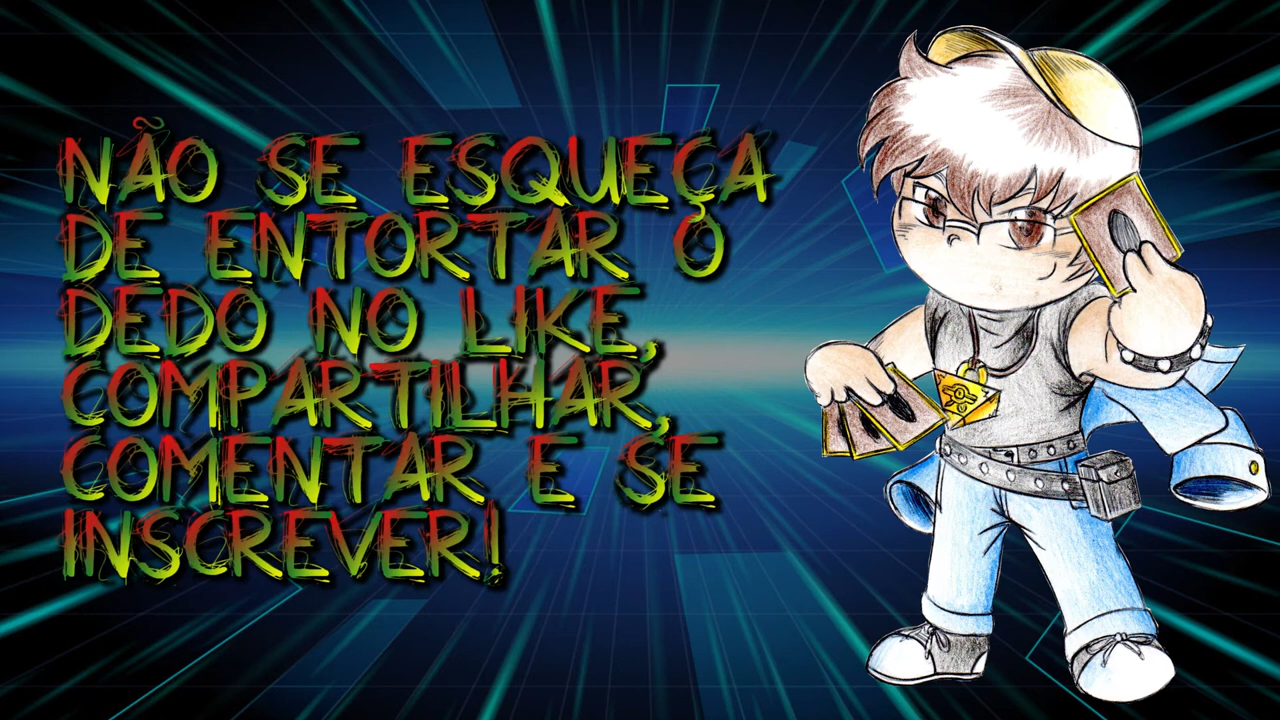 NÃO SE ESQUEÇA
DE ENTORTAR O
DEDO NO LIKE,
COMPARTILHAR,
COMENTAR E SE
INSCREVER!